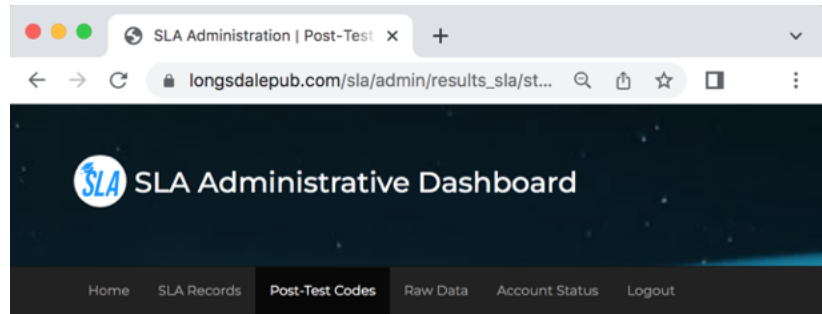 SLA Administration | Post-Test
longsdalepub.com/sla/admin/results_sla/st...
SLA SLA Administrative Dashboard
Home SLA Records Post-Test Codes Raw Data Account Status Logout